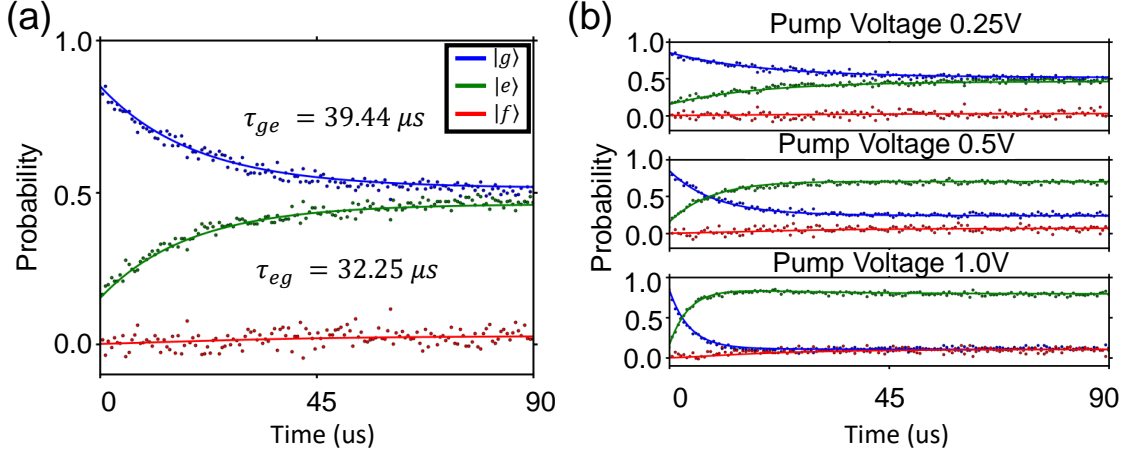 (a)
1.0
0.5
0.0
Probability
|g⟩
|e⟩
|f⟩
τge = 39.44 μs
τeg = 32.25 μs
0 45 90
Time (us)
(b)
Pump Voltage 0.25V
1.0
0.5
0.0
Pump Voltage 0.5V
1.0
0.5
0.0
Probability
Pump Voltage 1.0V
1.0
0.5
0.0
0 45 90
Time (us)